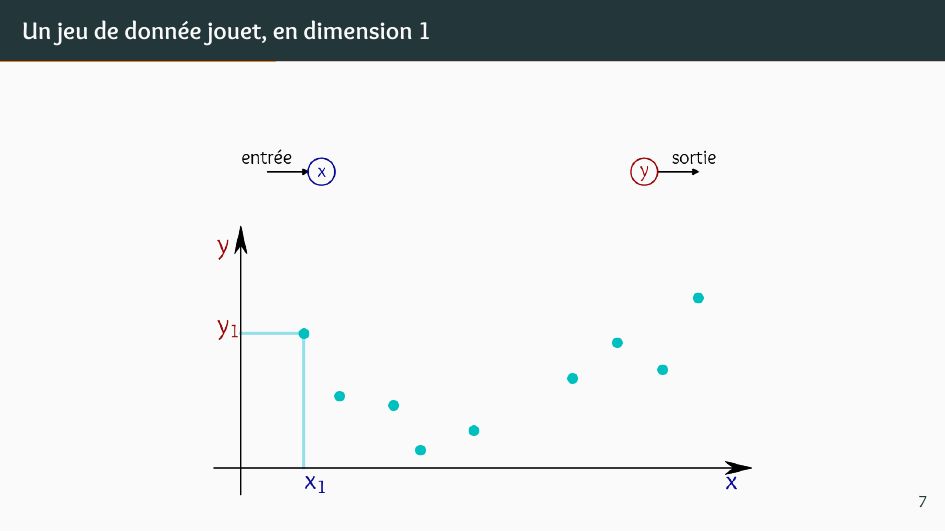 Un jeu de donnée jouet, en dimension 1
entrée
x
y
sortie
y
y₁
x₁
x
7